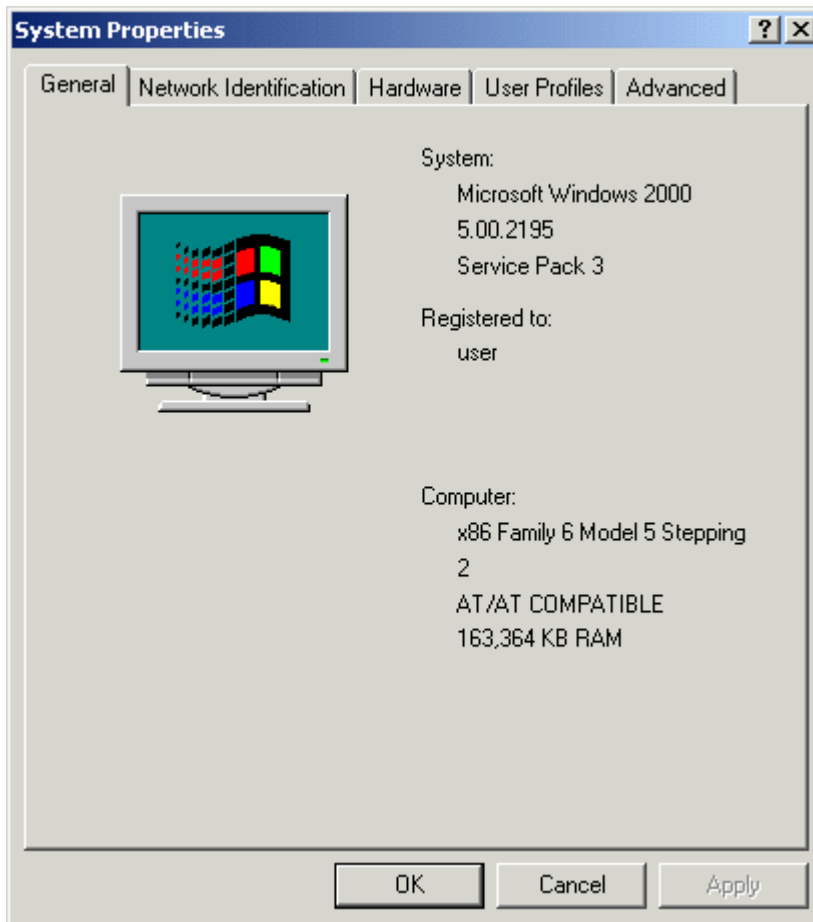 System Properties
General Network Identification Hardware User Profiles Advanced
System:
Microsoft Windows 2000
5.00.2195
Service Pack 3
Registered to:
user
Computer:
x86 Family 6 Model 5 Stepping
2
AT/AT COMPATIBLE
163,364 KB RAM
OK Cancel Apply